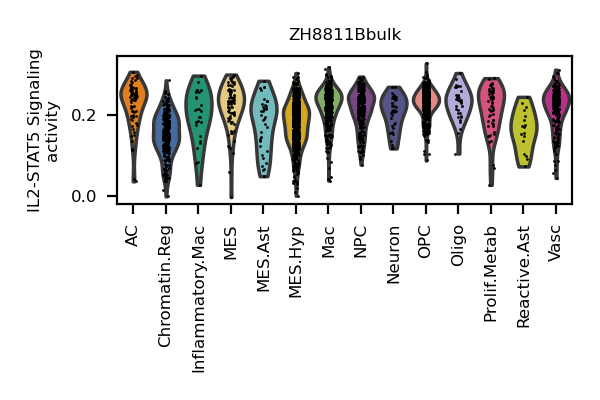 ZH8811Bbulk
IL2-STAT5 Signaling
activity
0.2
0.0
AC
Chromatin.Reg
Inflammatory.Mac
MES
MES.Ast
MES.Hyp
Mac
NPC
Neuron
OPC
Oligo
Prolif.Metab
Reactive.Ast
Vasc